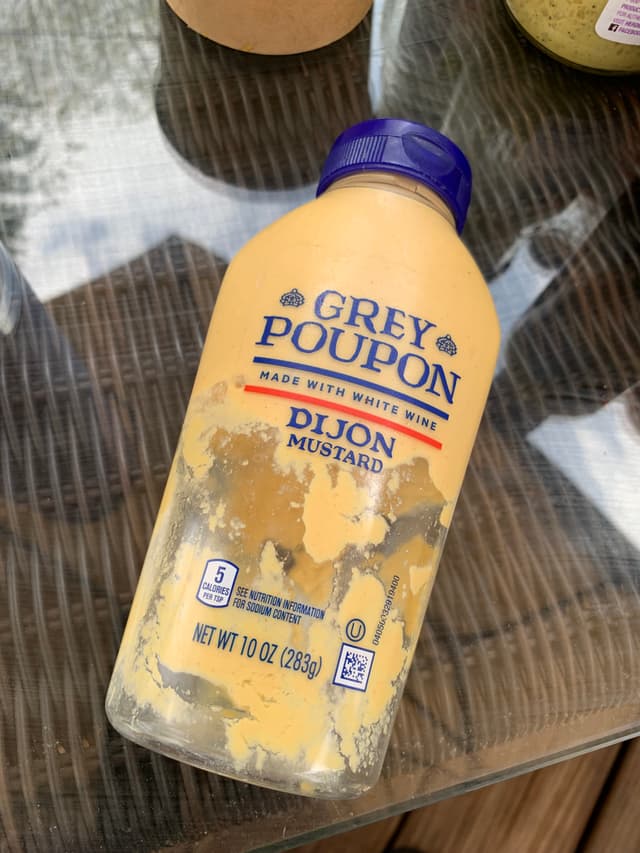 GREY
POUPON
MADE WITH WHITE WINE
DIJON
MUSTARD
5
CALORIES
PER TSP
SEE NUTRITION INFORMATION
FOR SODIUM CONTENT
NET WT 10 OZ (283g)
U
FACEBOO